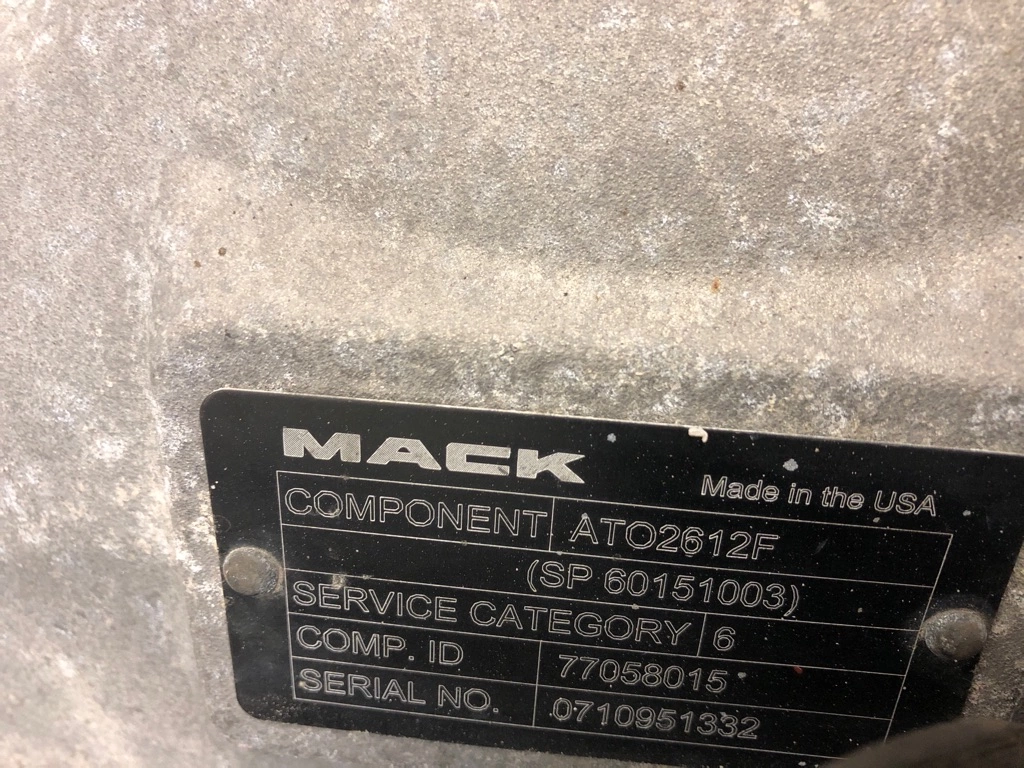 MACK
Made in the USA
COMPONENT ATO2612F
(SP 60151003)
SERVICE CATEGORY 6
COMP. ID 77058015
SERIAL NO. 0710951332